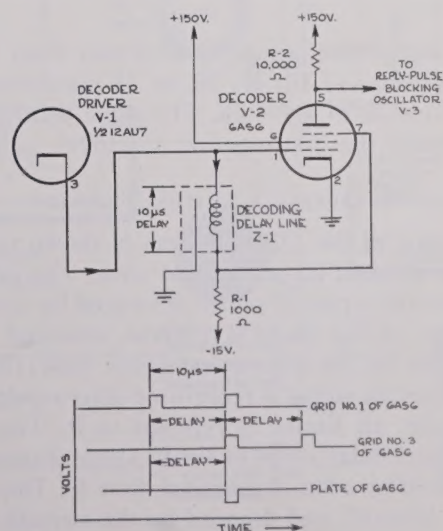 +150V.
+150V.
R-2
10,000
Ω
TO
REPLY-PULSE
BLOCKING
OSCILLATOR
V-3
DECODER
DRIVER
V-1
1/2 12AU7
DECODER
V-2
6AS6
5
7
6
1
2
3
10μs
DELAY
DECODING
DELAY LINE
Z-1
R-1
1000
Ω
-15V.
10μs
GRID NO. 1 OF 6AS6
DELAY
DELAY
GRID NO. 3
OF 6AS6
DELAY
PLATE OF 6AS6
VOLTS
TIME